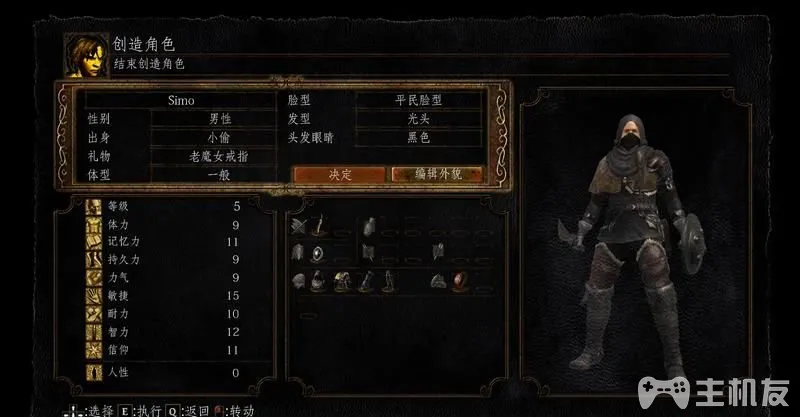 创造角色
结束创造角色
Simo 脸型 平民脸型
性别 男性 发型 光头
出身 小偷 头发眼睛 黑色
礼物 老魔女戒指
体型 一般 决定 编辑外貌
等级 5
体力 9
记忆力 11
持久力 9
力气 9
敏捷 15
耐力 10
智力 12
信仰 11
人性 0
:选择 E:执行 Q:返回 :转动
主机友